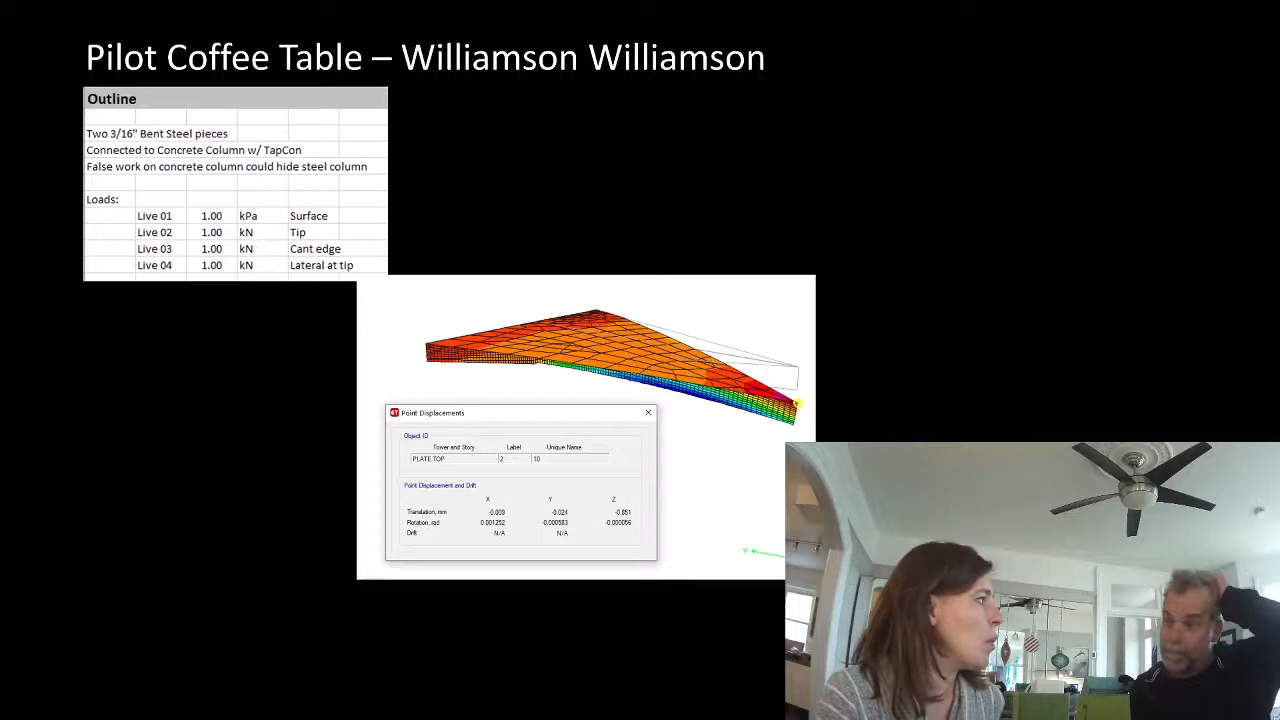 Pilot Coffee Table – Williamson Williamson
Outline
Two 3/16" Bent Steel pieces
Connected to Concrete Column w/ TapCon
False work on concrete column could hide steel column
Loads:
Live 01 1.00 kPa Surface
Live 02 1.00 kN Tip
Live 03 1.00 kN Cant edge
Live 04 1.00 kN Lateral at tip
Point Displacements
Object ID
Tower and Story Label Unique Name
PLATE TOP 2 10
Point Displacement and Drift
X Y Z
Translation, mm -0.009 -0.024 -0.851
Rotation, rad 0.001252 -0.000583 -0.000056
Drift N/A N/A
Y